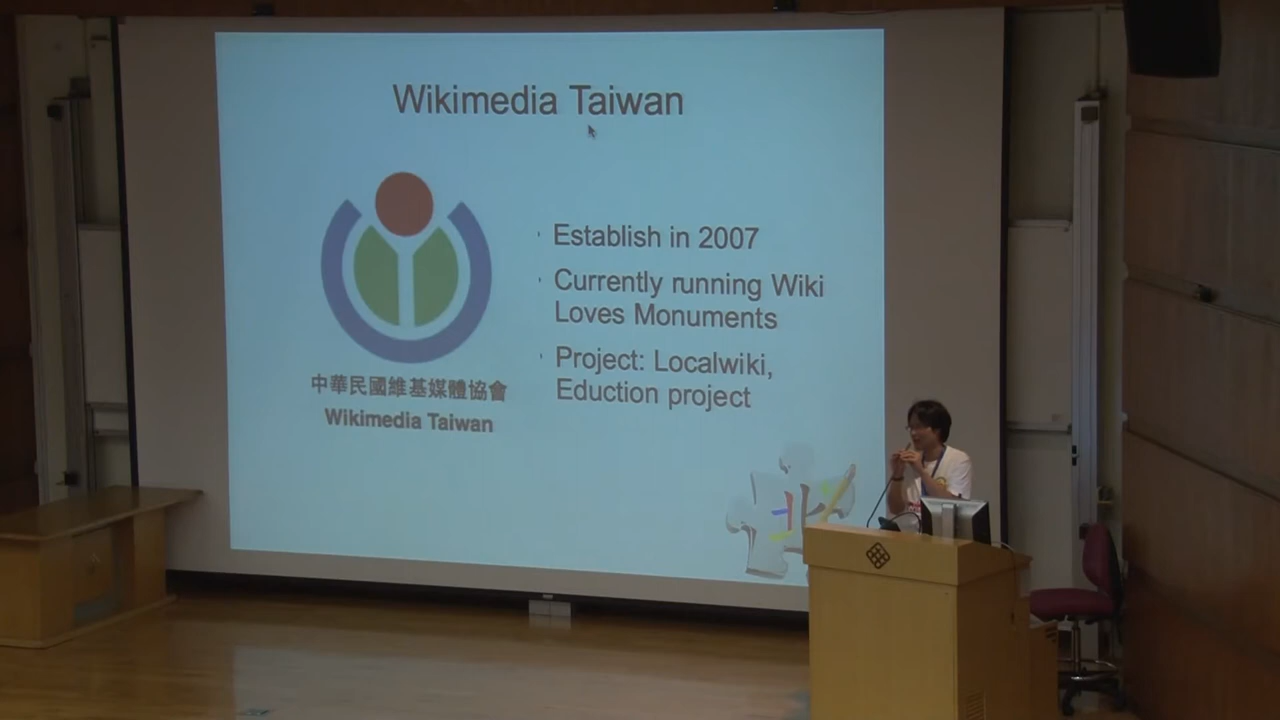 Wikimedia Taiwan
Establish in 2007
Currently running Wiki
Loves Monuments
Project: Localwiki,
Eduction project
中華民國維基媒體協會
Wikimedia Taiwan
北